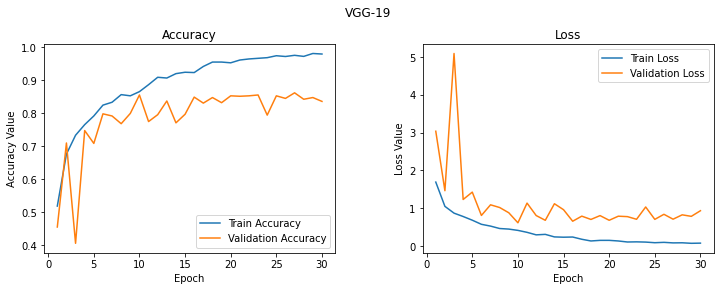 VGG-19
Accuracy
Accuracy Value
1.0
0.9
0.8
0.7
0.6
0.5
0.4
0 5 10 15 20 25 30
Epoch
Train Accuracy
Validation Accuracy
Loss
Loss Value
5
4
3
2
1
0
0 5 10 15 20 25 30
Epoch
Train Loss
Validation Loss